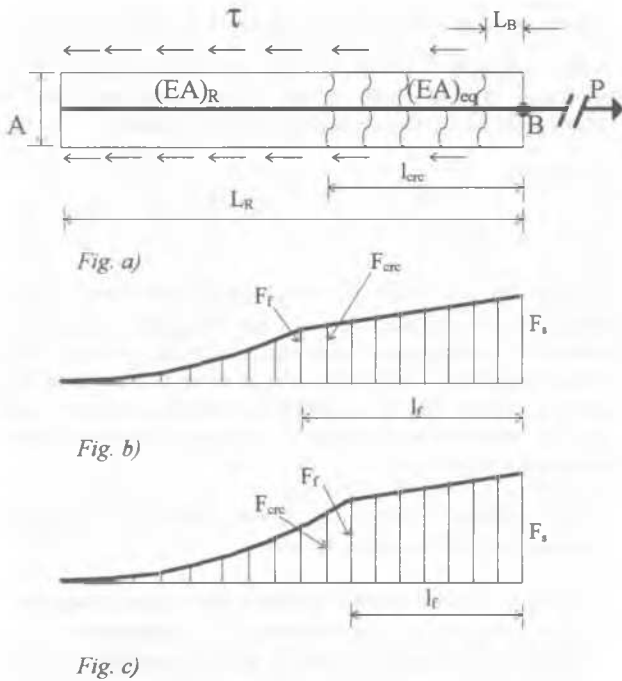 τ
L_B
(EA)_R
(EA)_eq
P
A
B
l_crc
L_R
Fig. a)
F_crc
F_f
F_s
l_f
Fig. b)
F_f
F_crc
F_s
l_f
Fig. c)